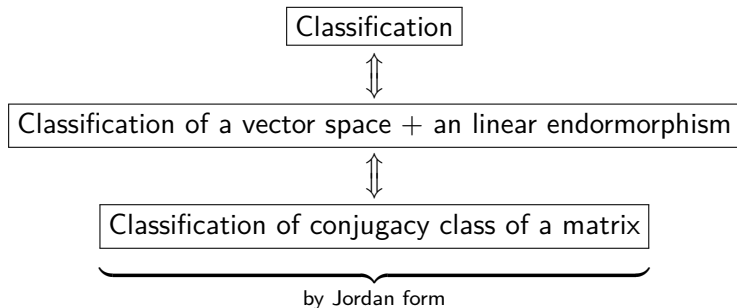 Classification
Classification of a vector space + an linear endormorphism
Classification of conjugacy class of a matrix
by Jordan form